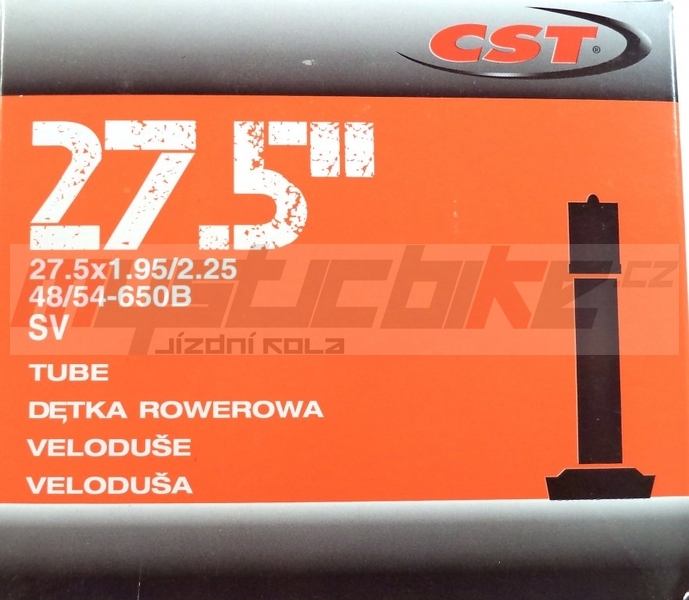 CST®
27.5"
27.5x1.95/2.25
48/54-650B
SV
mysticbike.cz
jízdní kola
TUBE
DĘTKA ROWEROWA
VELODUŠE
VELODUŠA